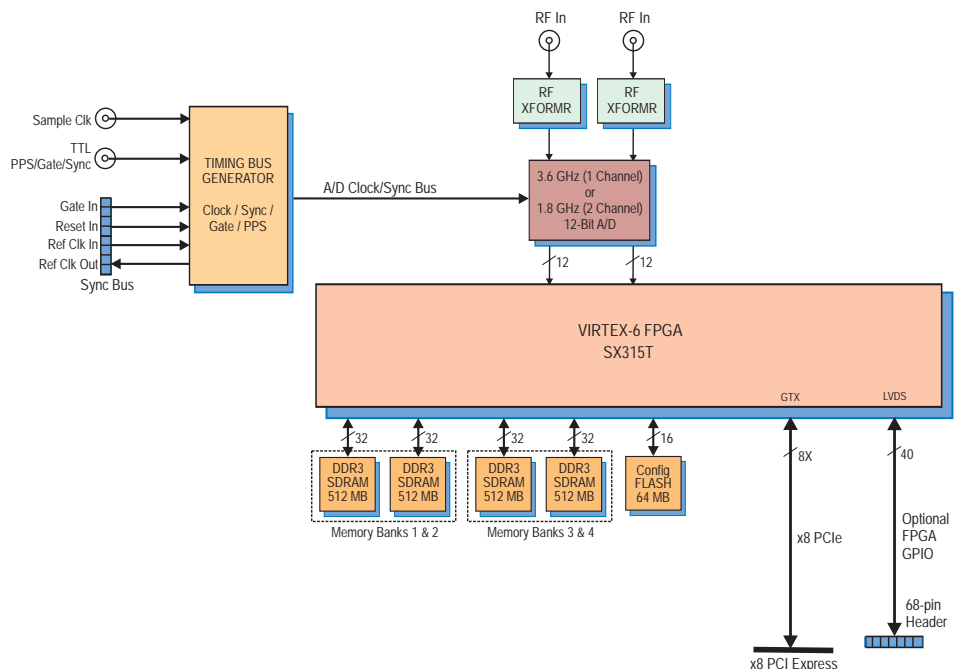 RF In
RF In
RF
XFORMR
RF
XFORMR
Sample Clk
TTL
PPS/Gate/Sync
TIMING BUS
GENERATOR
Clock / Sync /
Gate / PPS
A/D Clock/Sync Bus
3.6 GHz (1 Channel)
or
1.8 GHz (2 Channel)
12-Bit A/D
Gate In
Reset In
Ref Clk In
Ref Clk Out
Sync Bus
12
12
VIRTEX-6 FPGA
SX315T
GTX
LVDS
32
32
32
32
16
8X
40
DDR3
SDRAM
512 MB
DDR3
SDRAM
512 MB
DDR3
SDRAM
512 MB
DDR3
SDRAM
512 MB
Config
FLASH
64 MB
Memory Banks 1 & 2
Memory Banks 3 & 4
x8 PCIe
Optional
FPGA
GPIO
68-pin
Header
x8 PCI Express